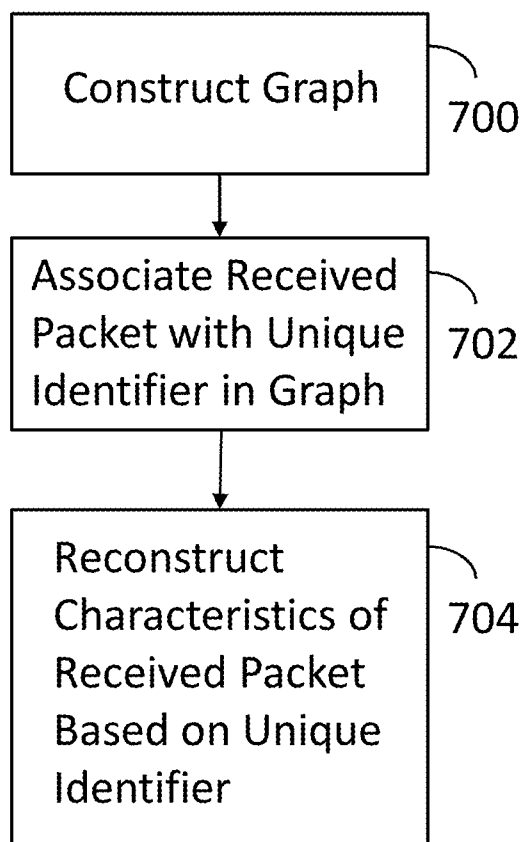 Construct Graph
700
Associate Received
Packet with Unique
Identifier in Graph
702
Reconstruct
Characteristics of
Received Packet
Based on Unique
Identifier
704